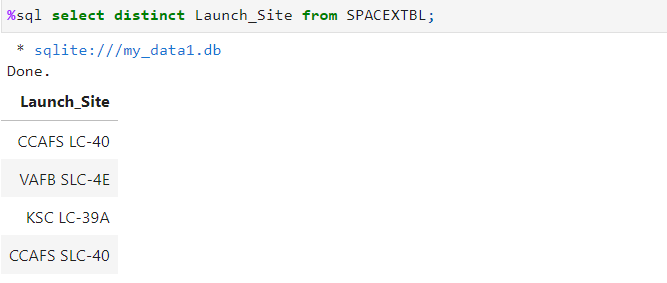 %sql select distinct Launch_Site from SPACEXTBL;
* sqlite:///my_data1.db
Done.
Launch_Site
CCAFS LC-40
VAFB SLC-4E
KSC LC-39A
CCAFS SLC-40